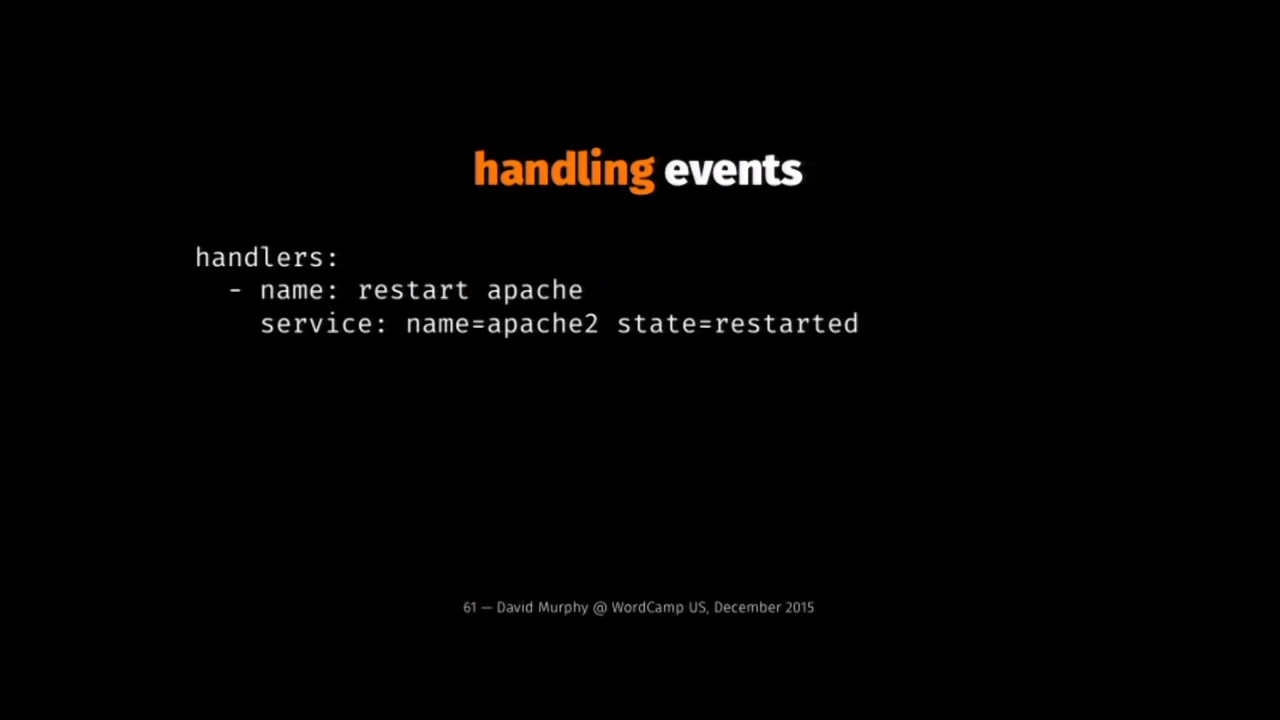 handling events
handlers:
  - name: restart apache
    service: name=apache2 state=restarted
61 — David Murphy @ WordCamp US, December 2015